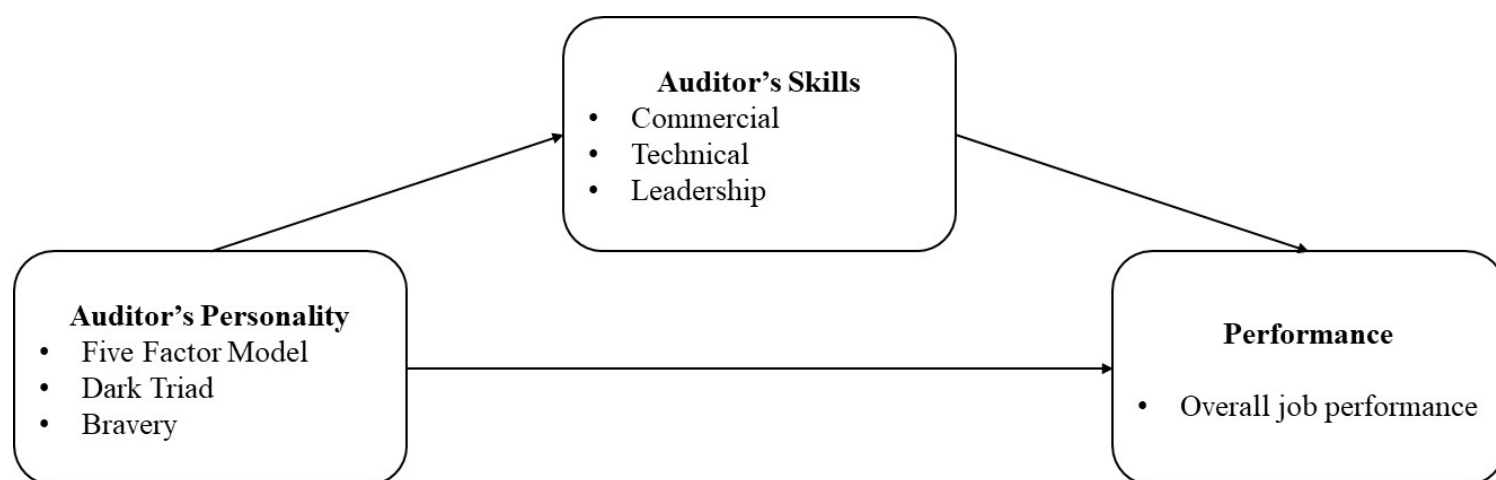 Auditor’s Skills
• Commercial
• Technical
• Leadership
Auditor’s Personality
• Five Factor Model
• Dark Triad
• Bravery
Performance
• Overall job performance